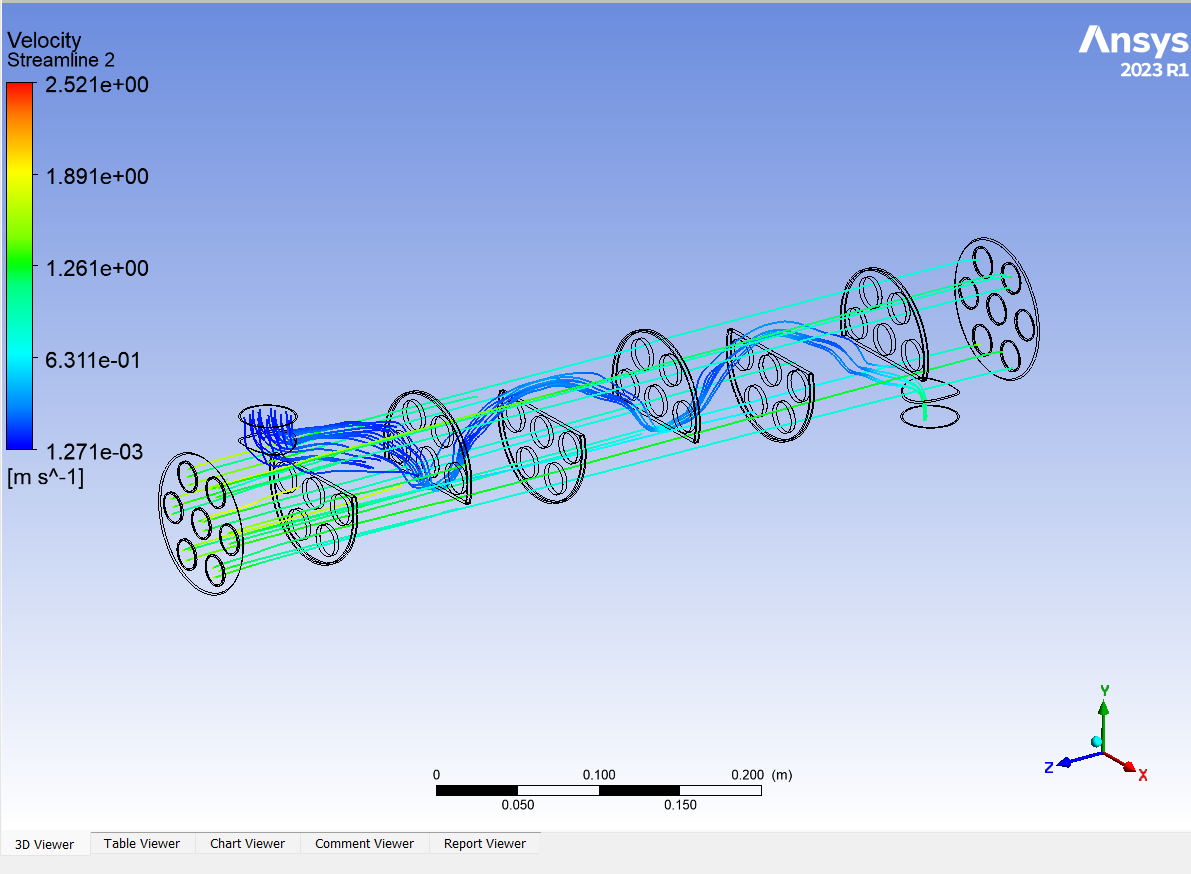 Velocity
Streamline 2
2.521e+00
1.891e+00
1.261e+00
6.311e-01
1.271e-03
[m s^-1]
Ansys
2023 R1
Y
Z
X
0 0.100 0.200 (m)
0.050 0.150
3D Viewer Table Viewer Chart Viewer Comment Viewer Report Viewer